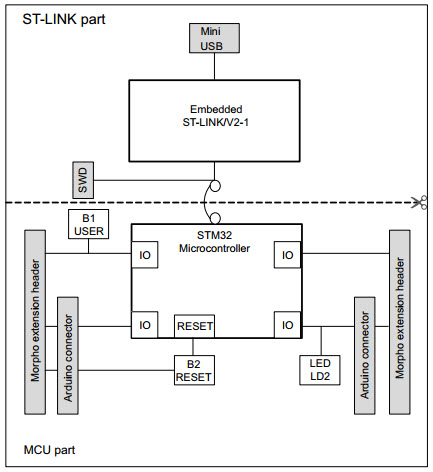 ST-LINK part
Mini
USB
Embedded
ST-LINK/V2-1
SWD
B1
USER
STM32
Microcontroller
IO
IO
IO
RESET
IO
B2
RESET
LED
LD2
Morpho extension header
Arduino connector
Arduino connector
Morpho extension header
MCU part